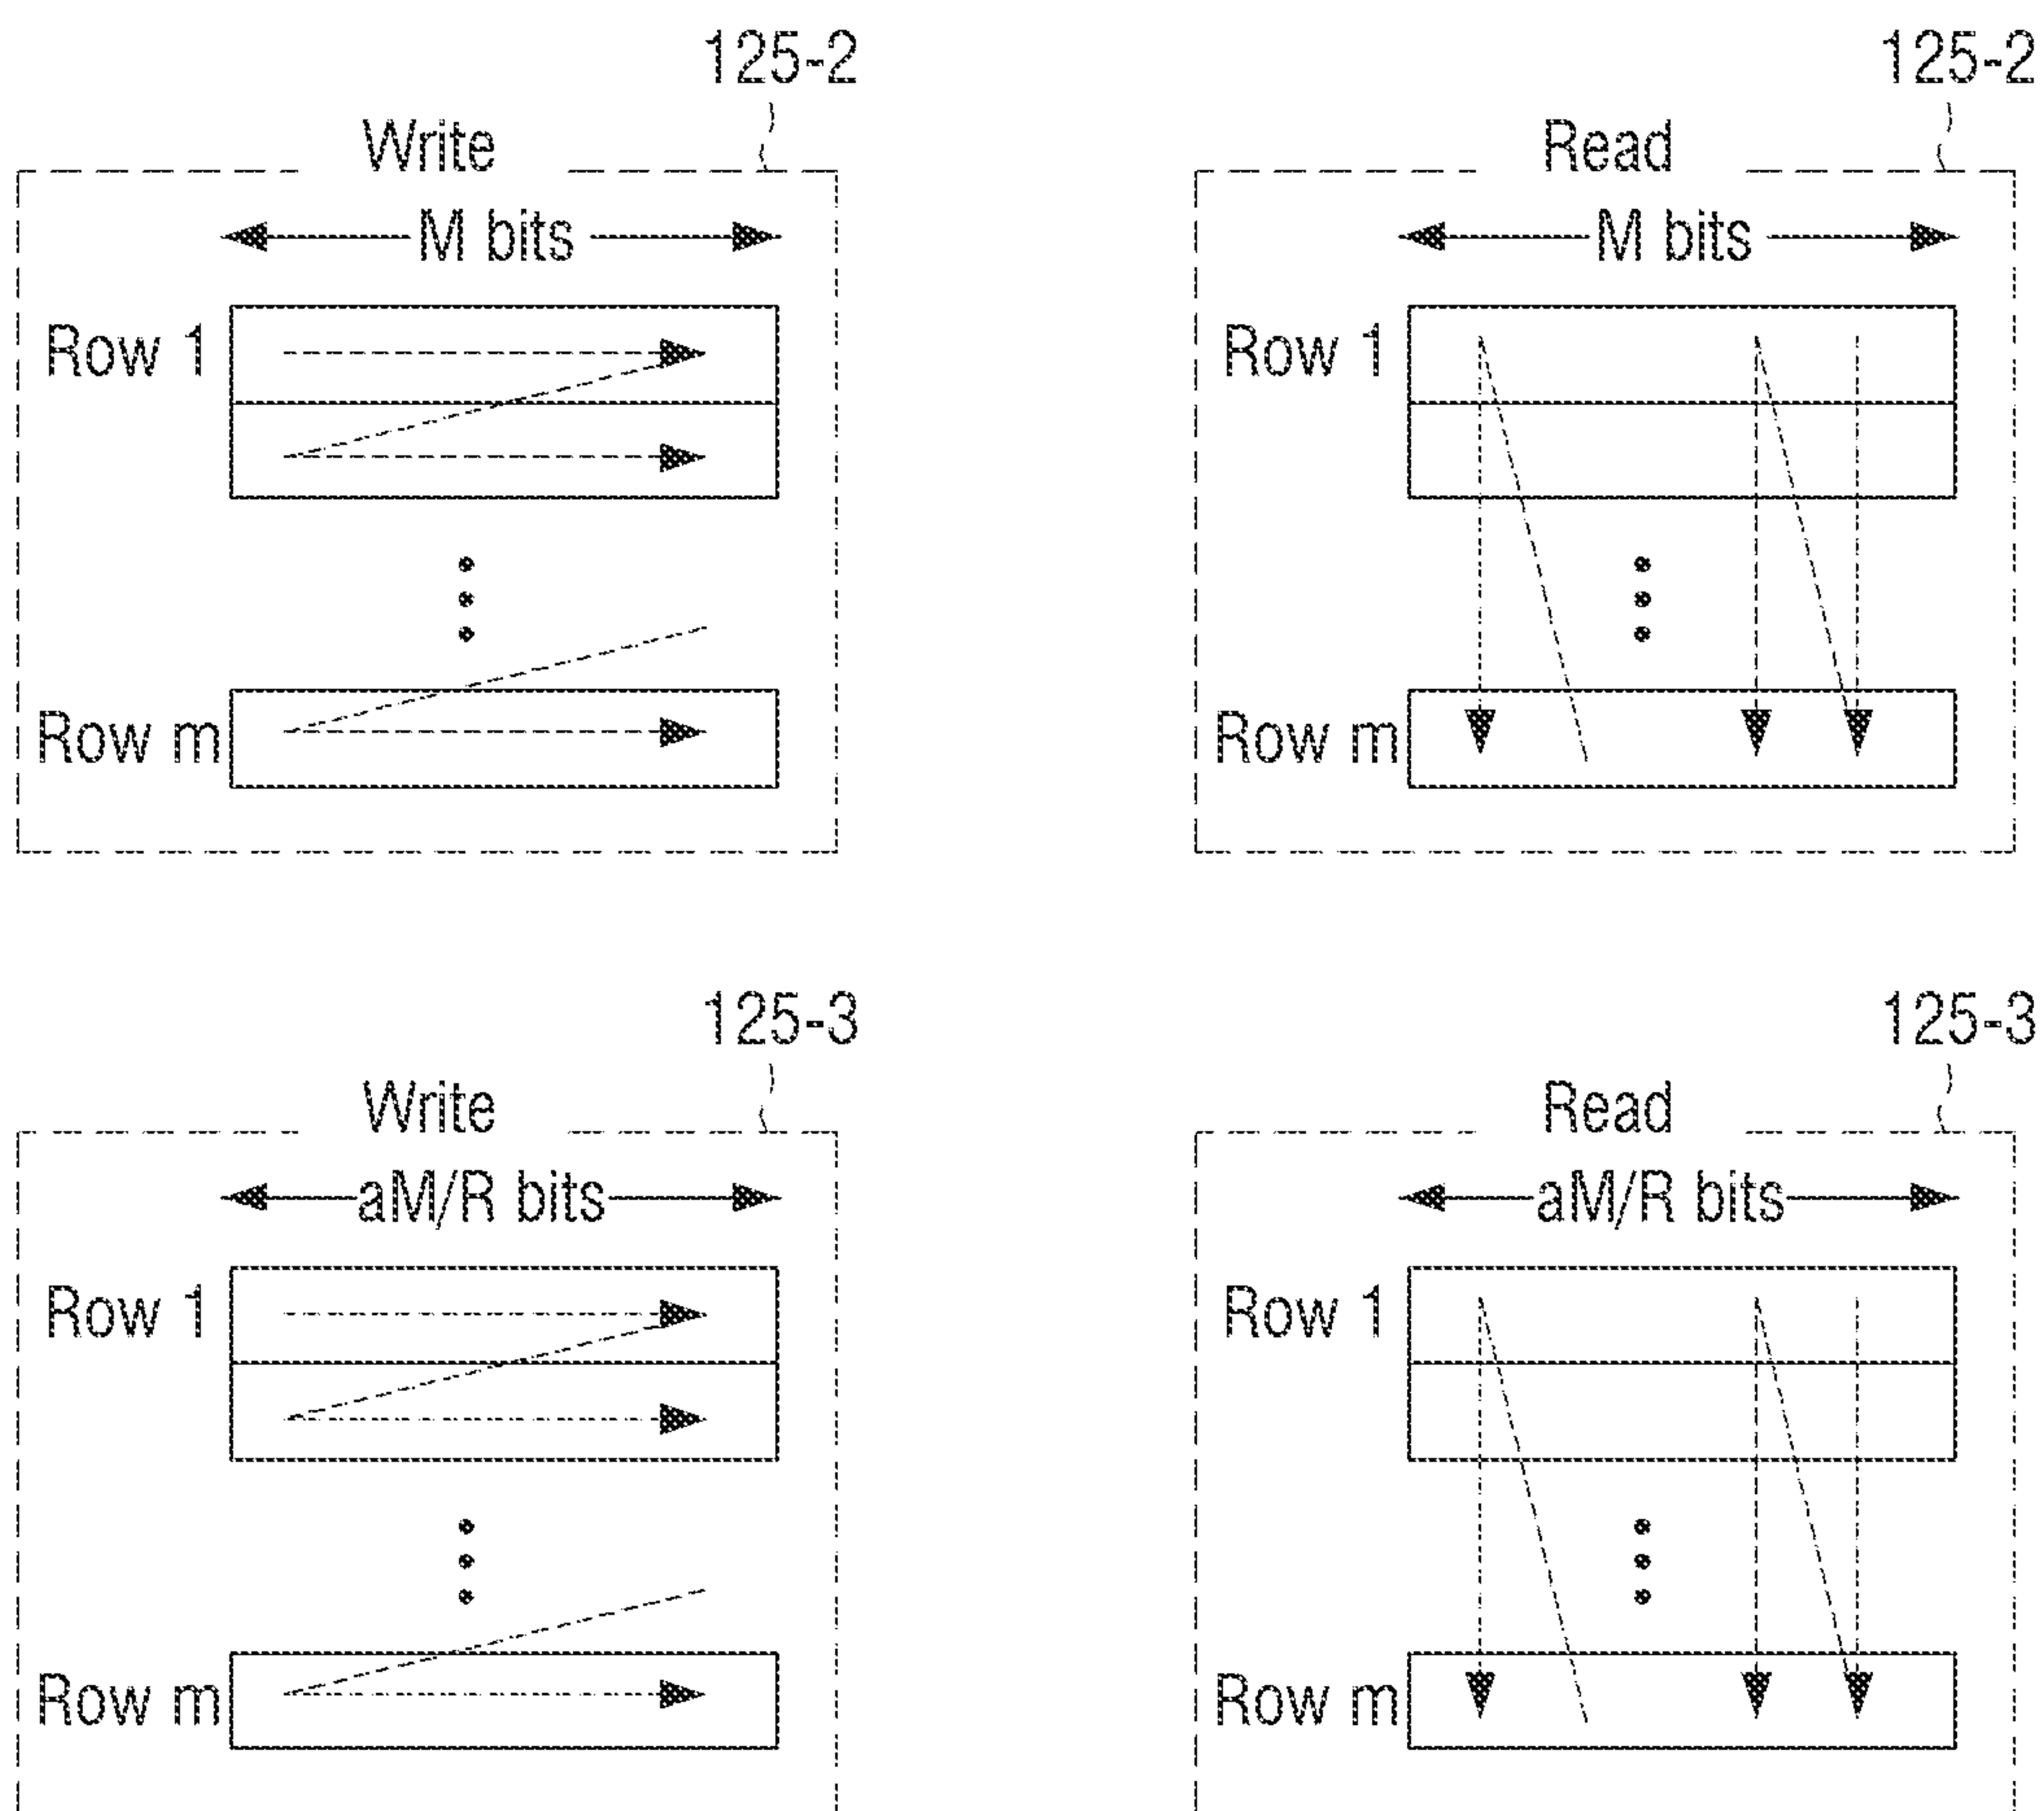 125-2
125-2
Write
Read
M bits
M bits
Row 1
Row 1
Row m
Row m
125-3
125-3
Write
Read
aM/R bits
aM/R bits
Row 1
Row 1
Row m
Row m